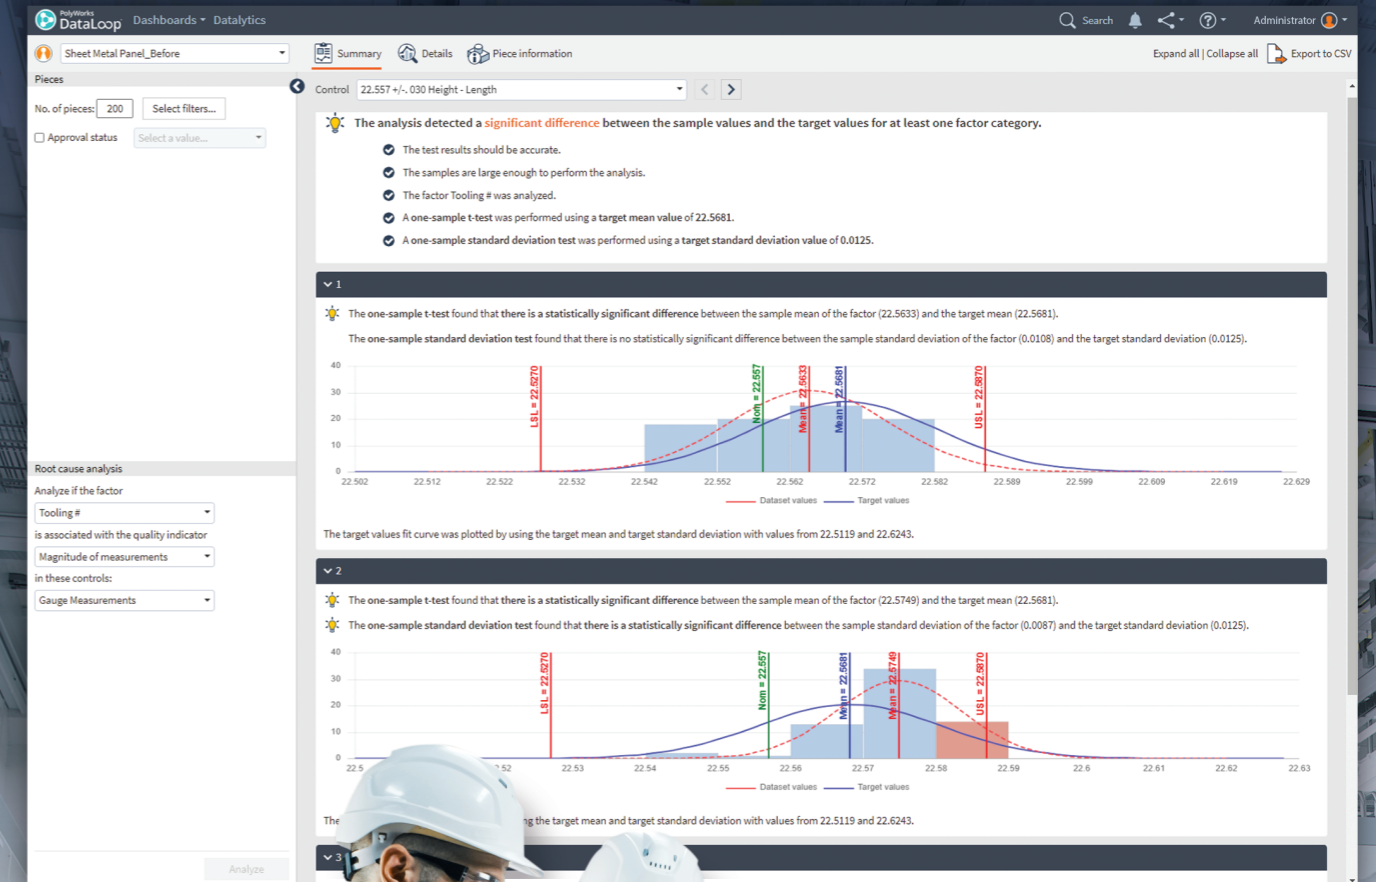 PolyWorks
DataLoop
Dashboards
Datalytics
Search
Administrator
Sheet Metal Panel_Before
Summary
Details
Piece information
Expand all | Collapse all
Export to CSV
Pieces
No. of pieces: 200 Select filters...
Approval status Select a value...
Control 22.557 +/-. 030 Height - Length
The analysis detected a significant difference between the sample values and the target values for at least one factor category.
The test results should be accurate.
The samples are large enough to perform the analysis.
The factor Tooling # was analyzed.
A one-sample t-test was performed using a target mean value of 22.5681.
A one-sample standard deviation test was performed using a target standard deviation value of 0.0125.
Root cause analysis
Analyze if the factor
Tooling #
is associated with the quality indicator
Magnitude of measurements
in these controls:
Gauge Measurements
Analyze
1
The one-sample t-test found that there is a statistically significant difference between the sample mean of the factor (22.5633) and the target mean (22.5681).
The one-sample standard deviation test found that there is no statistically significant difference between the sample standard deviation of the factor (0.0108) and the target standard deviation (0.0125).
40
30
20
10
0
LSL = 22.5270
Nom = 22.557
Mean = 22.5633
Mean = 22.5681
USL = 22.5870
22.502 22.512 22.522 22.532 22.542 22.552 22.562 22.572 22.582 22.589 22.599 22.609 22.619 22.629
Dataset values Target values
The target values fit curve was plotted by using the target mean and target standard deviation with values from 22.5119 and 22.6243.
2
The one-sample t-test found that there is a statistically significant difference between the sample mean of the factor (22.5749) and the target mean (22.5681).
The one-sample standard deviation test found that there is a statistically significant difference between the sample standard deviation of the factor (0.0087) and the target standard deviation (0.0125).
40
30
20
10
0
LSL = 22.5270
Nom = 22.557
Mean = 22.5681
Mean = 22.5749
USL = 22.5870
22.5 .52 22.53 22.54 22.55 22.56 22.57 22.58 22.59 22.6 22.61 22.62 22.63
Dataset values Target values
The ng the target mean and target standard deviation with values from 22.5119 and 22.6243.
3